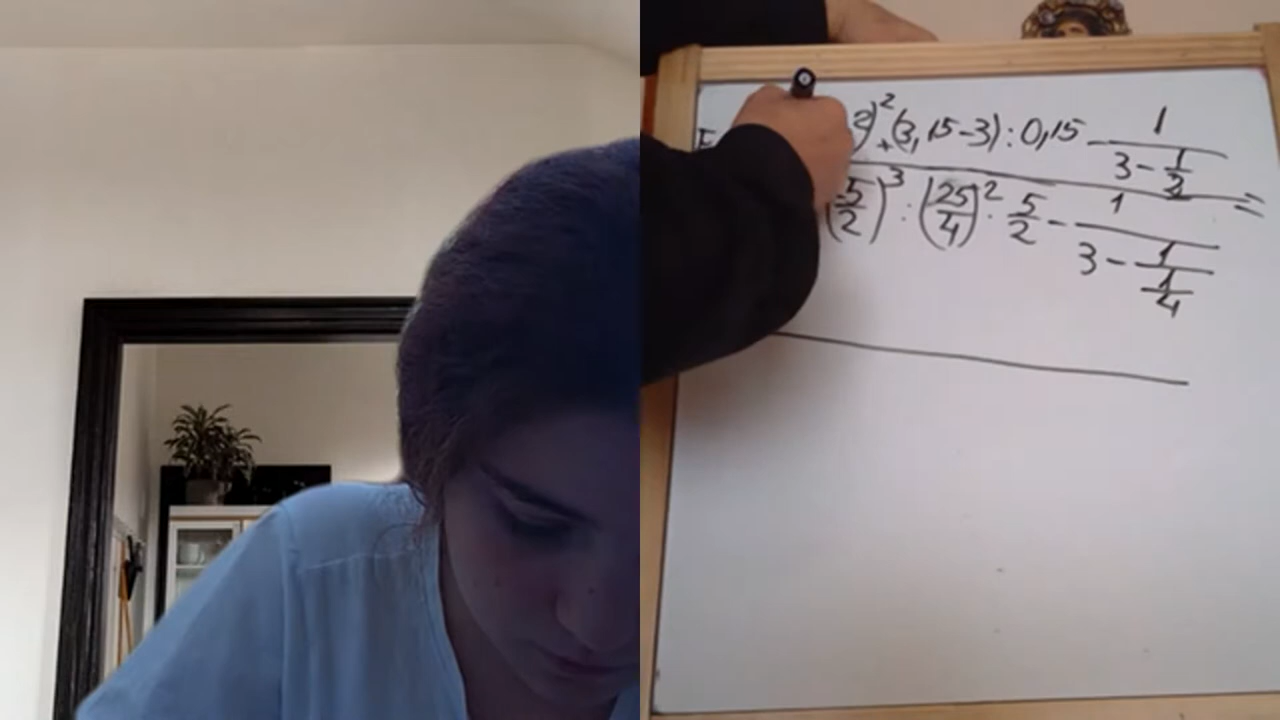 2)² + (3,15-3) : 0,15 - 1/(3 - 1/2) =
(5/2)³ : (25/4)² · 5/2 - 1/(3 - 1/(1/4))